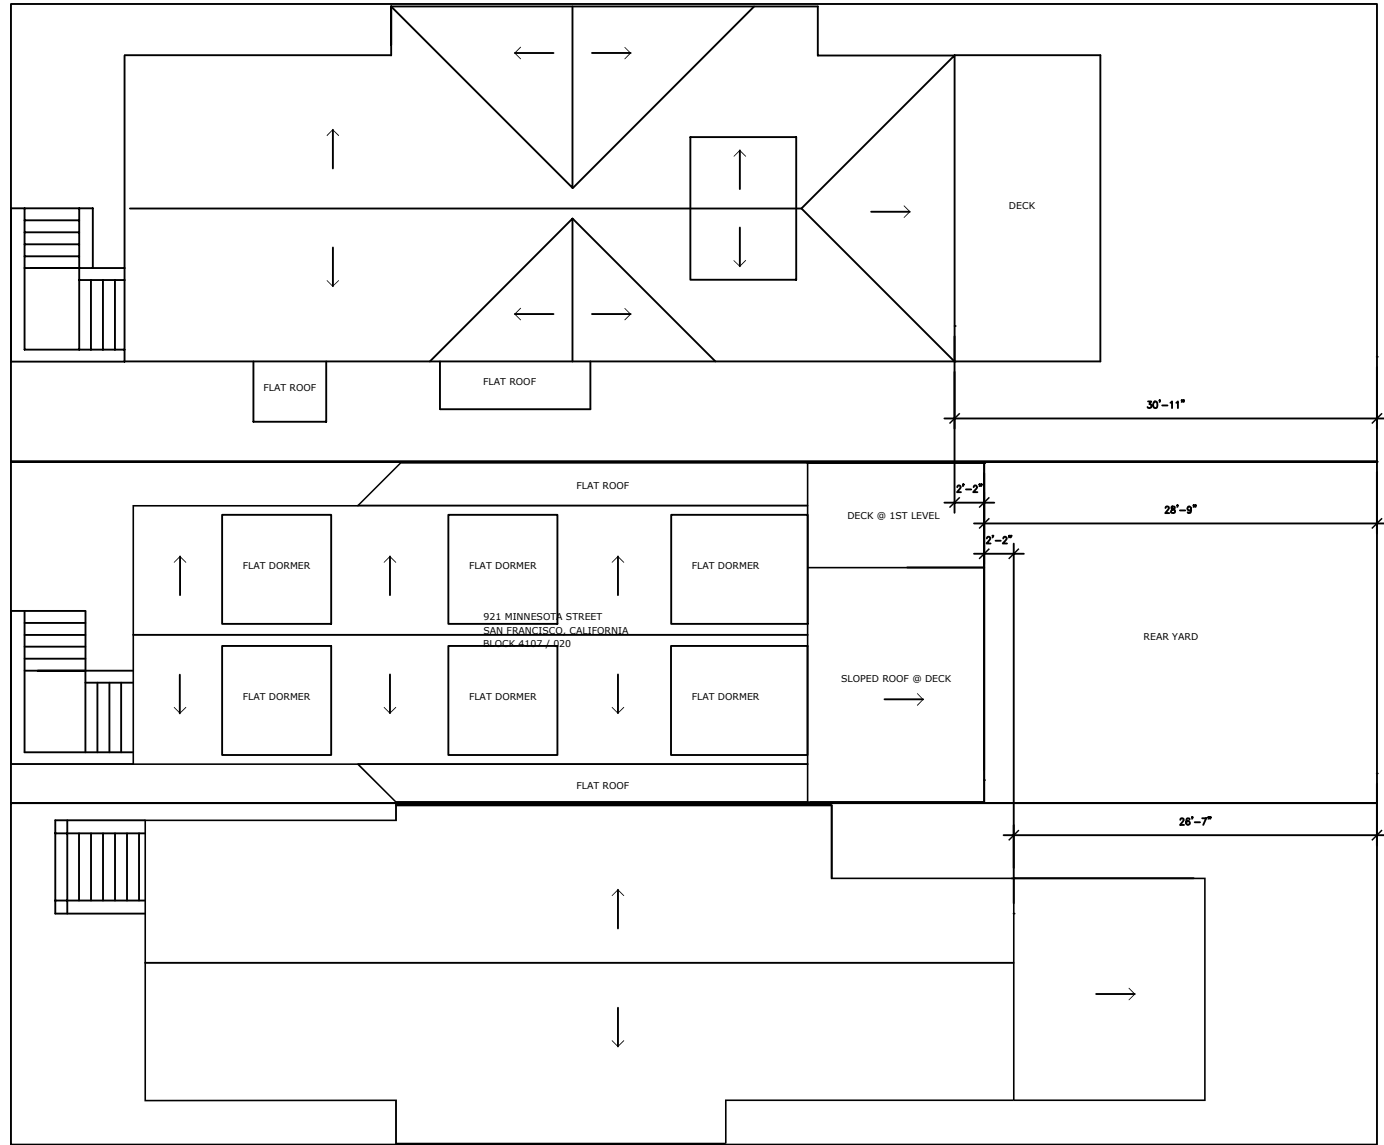 DECK
FLAT ROOF
FLAT ROOF
30'-11"
FLAT ROOF
2'-2"
DECK @ 1ST LEVEL
28'-9"
2'-2"
FLAT DORMER
FLAT DORMER
FLAT DORMER
921 MINNESOTA STREET
SAN FRANCISCO, CALIFORNIA
BLOCK 4107 / 020
REAR YARD
SLOPED ROOF @ DECK
FLAT DORMER
FLAT DORMER
FLAT DORMER
FLAT ROOF
26'-7"